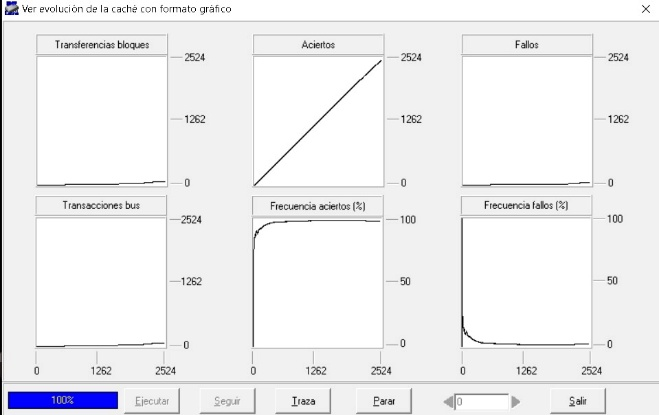 Ver evolución de la caché con formato gráfico
Transferencias bloques
2524
1262
0
Aciertos
2524
1262
0
Fallos
2524
1262
0
Transacciones bus
2524
1262
0
0 1262 2524
Frecuencia aciertos (%)
100
50
0
0 1262 2524
Frecuencia fallos (%)
100
50
0
0 1262 2524
100%
Ejecutar
Seguir
Traza
Parar
0
Salir